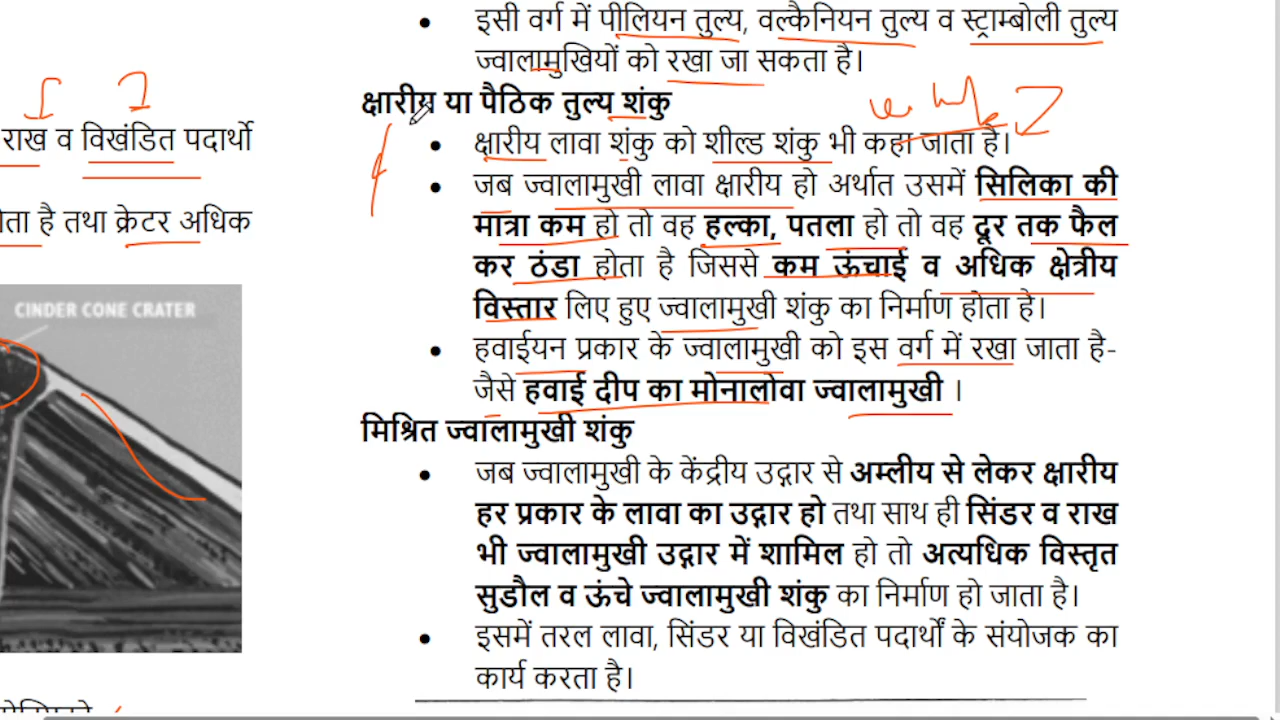 राख व विखंडित पदार्थो
ता है तथा क्रेटर अधिक
CINDER CONE CRATER
इसी वर्ग में पीलियन तुल्य, वल्कैनियन तुल्य व स्ट्राम्बोली तुल्य
ज्वालामुखियों को रखा जा सकता है।
क्षारीय या पैठिक तुल्य शंकु
क्षारीय लावा शंकु को शील्ड शंकु भी कहा जाता है।
जब ज्वालामुखी लावा क्षारीय हो अर्थात उसमें सिलिका की
मात्रा कम हो तो वह हल्का, पतला हो तो वह दूर तक फैल
कर ठंडा होता है जिससे कम ऊंचाई व अधिक क्षेत्रीय
विस्तार लिए हुए ज्वालामुखी शंकु का निर्माण होता हे।
हवाईयन प्रकार के ज्वालामुखी को इस वर्ग में रखा जाता है-
जैसे हवाई दीप का मोनालोवा ज्वालामुखी ।
मिश्रित ज्वालामुखी शंकु
जब ज्वालामुखी के केंद्रीय उद्गार से अम्लीय से लेकर क्षारीय
हर प्रकार के लावा का उद्गार हो तथा साथ ही सिंडर व राख
भी ज्वालामुखी उद्गार में शामिल हो तो अत्यधिक विस्तृत
सुडौल व ऊंचे ज्वालामुखी शंकु का निर्माण हो जाता है।
इसमें तरल लावा, सिंडर या विखंडित पदार्थों के संयोजक का
कार्य करता है।